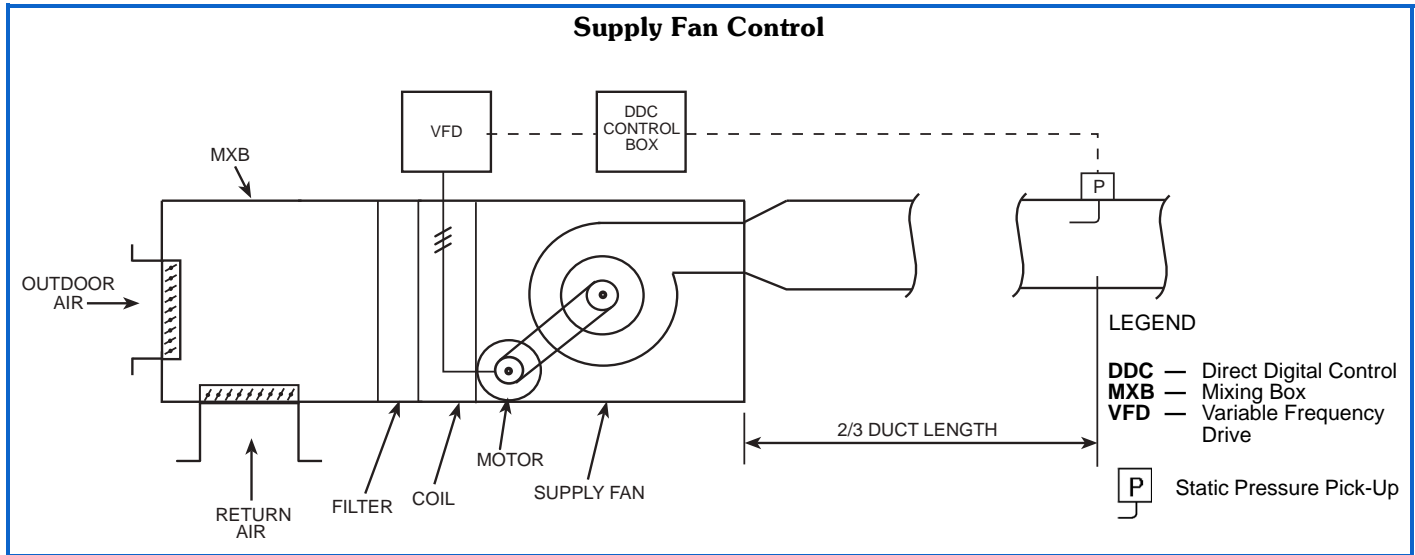 Supply Fan Control
VFD
DDC
CONTROL
BOX
MXB
P
OUTDOOR
AIR
LEGEND
DDC — Direct Digital Control
MXB — Mixing Box
VFD — Variable Frequency
Drive
2/3 DUCT LENGTH
MOTOR
SUPPLY FAN
COIL
FILTER
RETURN
AIR
P Static Pressure Pick-Up